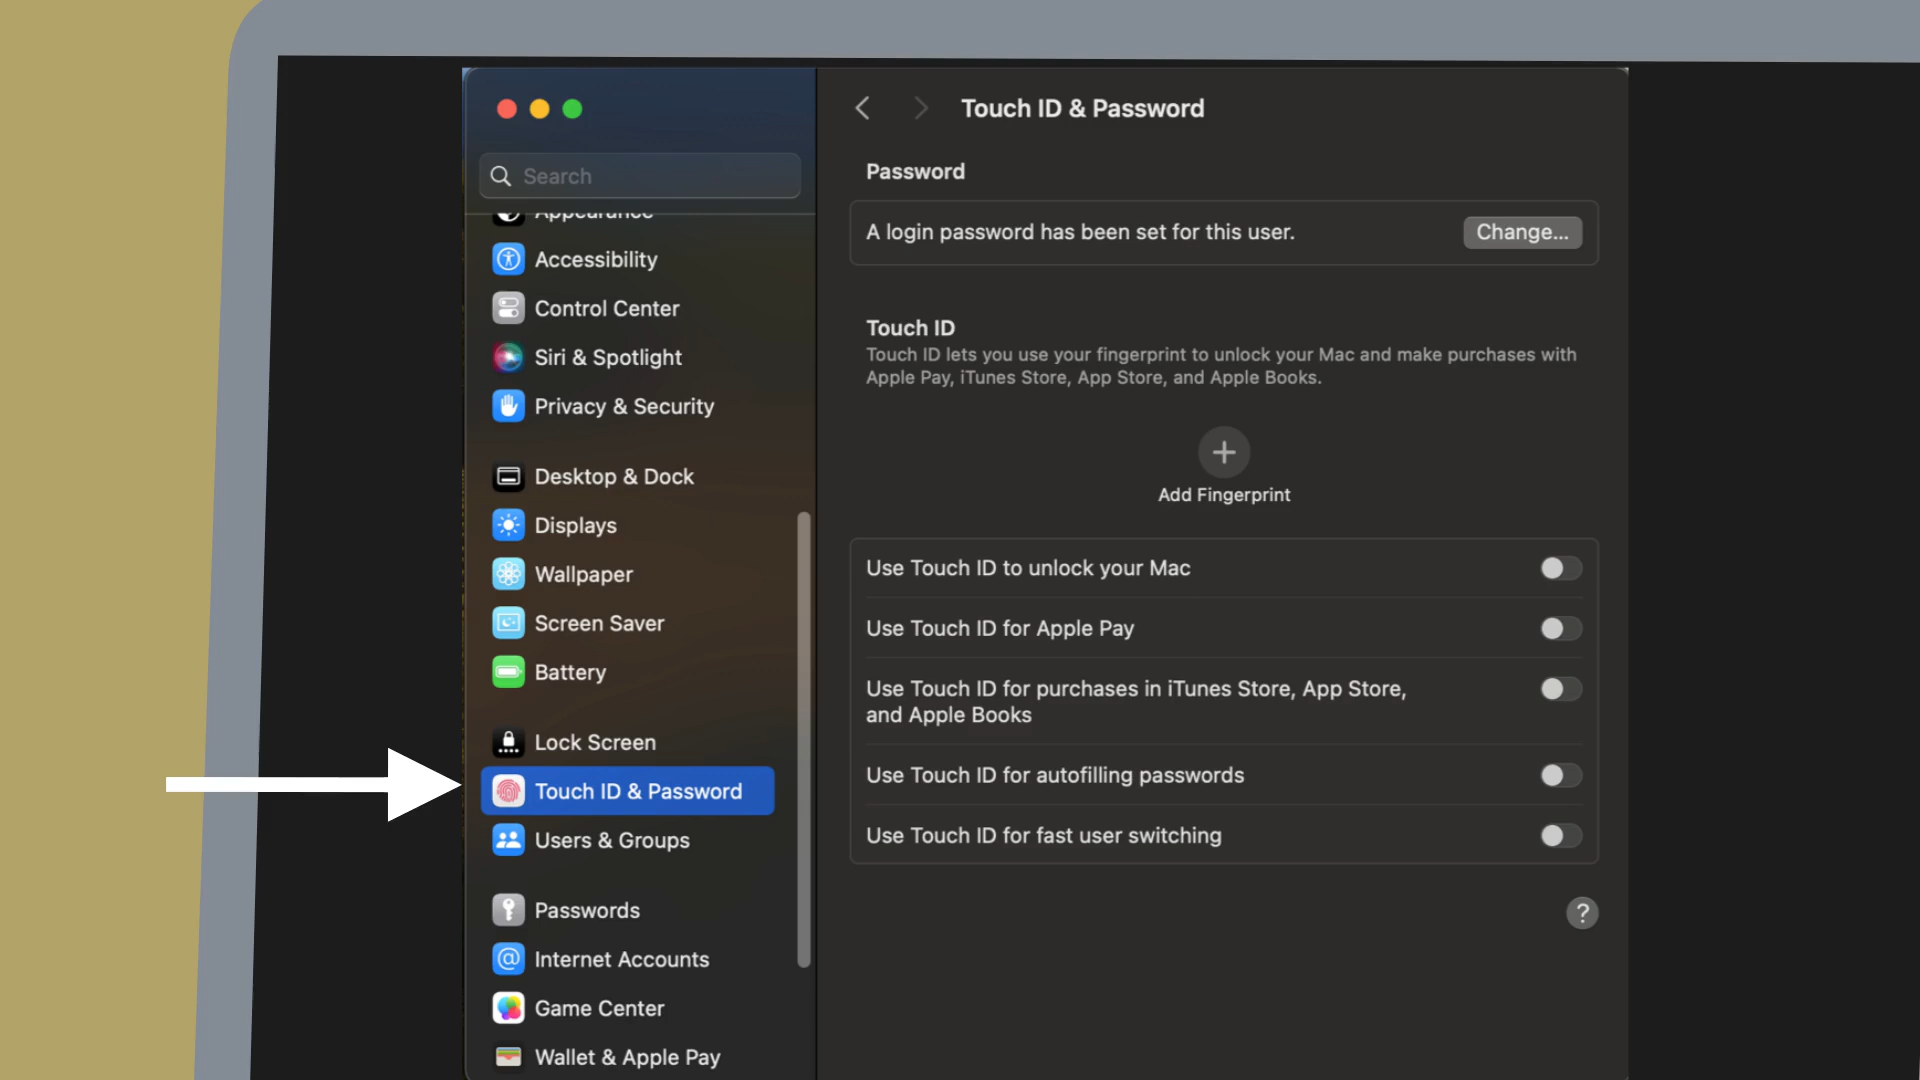 Search
Appearance
Accessibility
Control Center
Siri & Spotlight
Privacy & Security
Desktop & Dock
Displays
Wallpaper
Screen Saver
Battery
Lock Screen
Touch ID & Password
Users & Groups
Passwords
Internet Accounts
Game Center
Wallet & Apple Pay
Touch ID & Password
Password
A login password has been set for this user.
Change...
Touch ID
Touch ID lets you use your fingerprint to unlock your Mac and make purchases with
Apple Pay, iTunes Store, App Store, and Apple Books.
Add Fingerprint
Use Touch ID to unlock your Mac
Use Touch ID for Apple Pay
Use Touch ID for purchases in iTunes Store, App Store,
and Apple Books
Use Touch ID for autofilling passwords
Use Touch ID for fast user switching
?